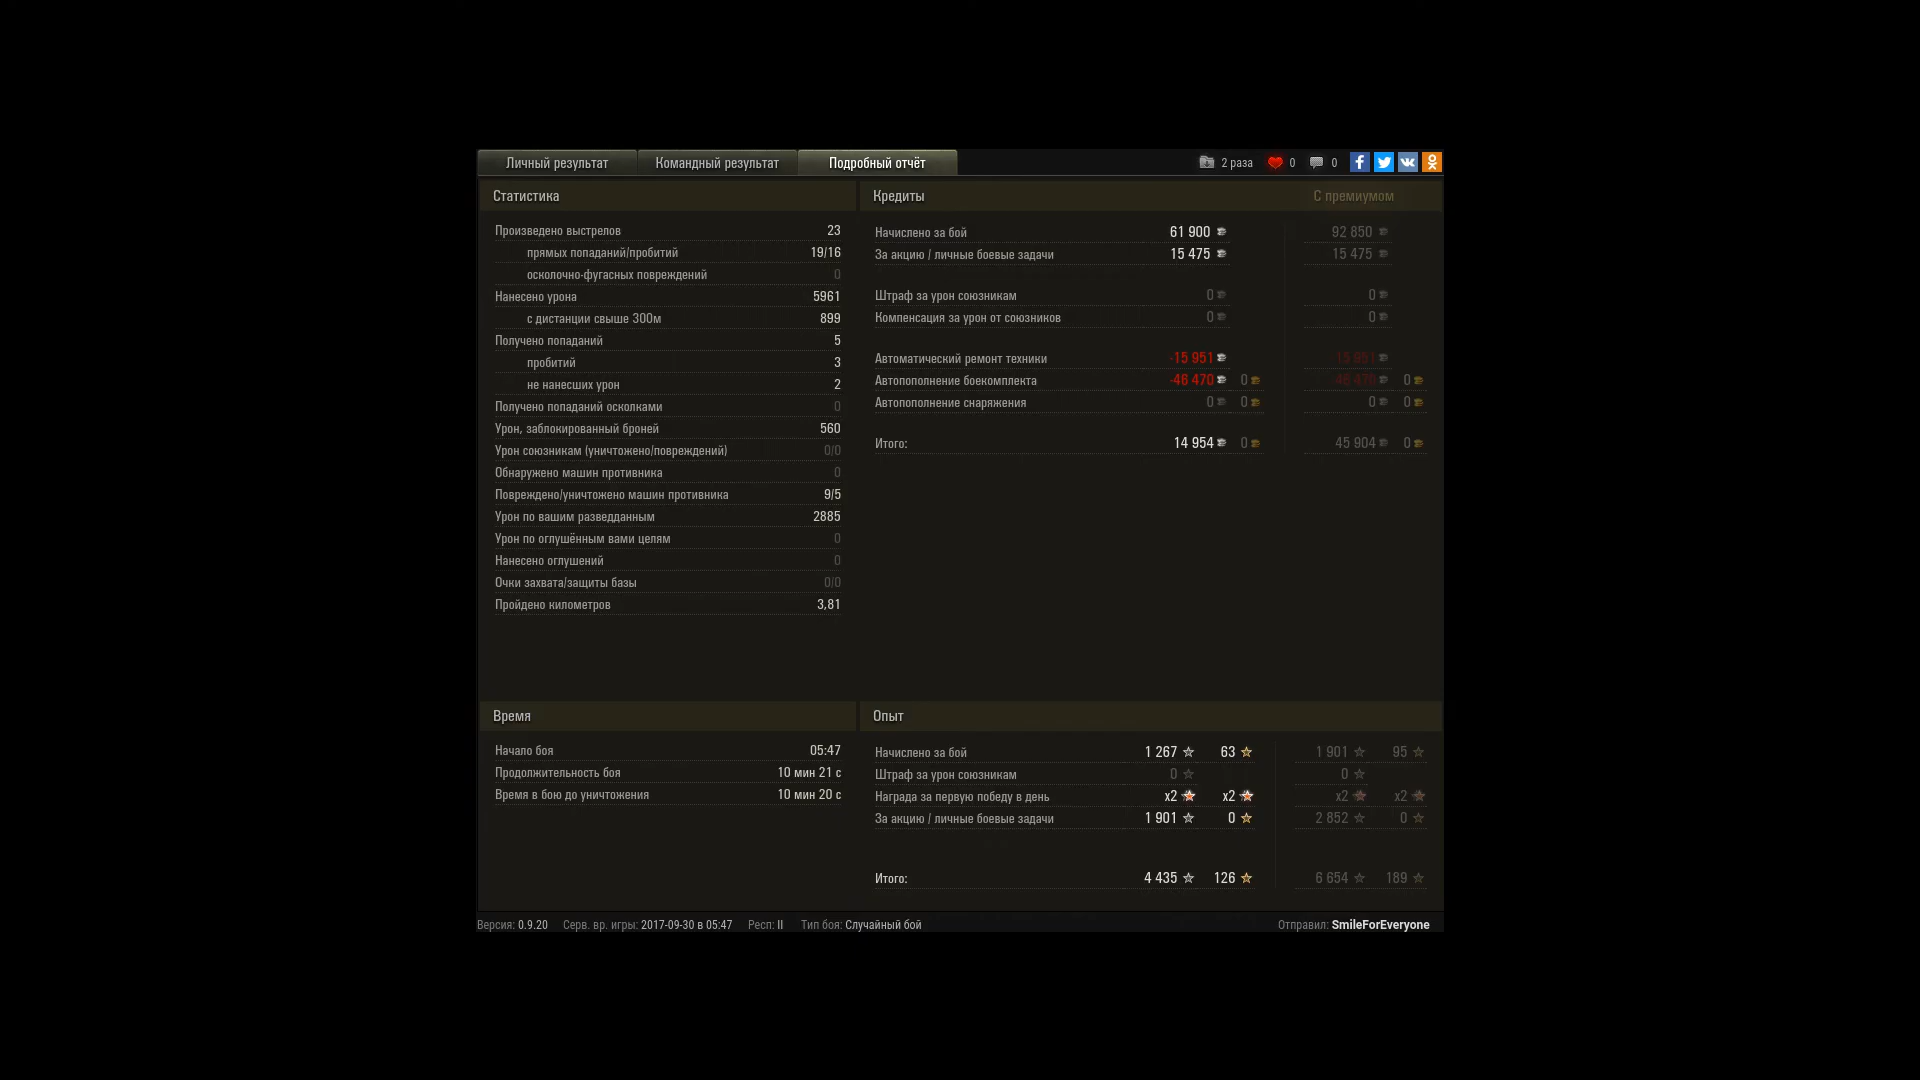 Личный результат Командный результат Подробный отчёт 2 раза 0 0
Статистика
Произведено выстрелов 23
прямых попаданий/пробитий 19/16
осколочно-фугасных повреждений 0
Нанесено урона 5961
с дистанции свыше 300м 899
Получено попаданий 5
пробитий 3
не нанесших урон 2
Получено попаданий осколками 0
Урон, заблокированный броней 560
Урон союзникам (уничтожено/повреждений) 0/0
Обнаружено машин противника 0
Повреждено/уничтожено машин противника 9/5
Урон по вашим разведданным 2885
Урон по оглушённым вами целям 0
Нанесено оглушений 0
Очки захвата/защиты базы 0/0
Пройдено километров 3,81
Кредиты С премиумом
Начислено за бой 61 900 92 850
За акцию / личные боевые задачи 15 475 15 475
Штраф за урон союзникам 0 0
Компенсация за урон от союзников 0 0
Автоматический ремонт техники -15 951 -15 951
Автопополнение боекомплекта -46 470 0 -46 470 0
Автопополнение снаряжения 0 0 0 0
Итого: 14 954 0 45 904 0
Время
Начало боя 05:47
Продолжительность боя 10 мин 21 с
Время в бою до уничтожения 10 мин 20 с
Опыт
Начислено за бой 1 267 63 1 901 95
Штраф за урон союзникам 0 0
Награда за первую победу в день x2 x2 x2 x2
За акцию / личные боевые задачи 1 901 0 2 852 0
Итого: 4 435 126 6 654 189
Версия: 0.9.20 Серв. вр. игры: 2017-09-30 в 05:47 Респ: II Тип боя: Случайный бой Отправил: SmileForEveryone